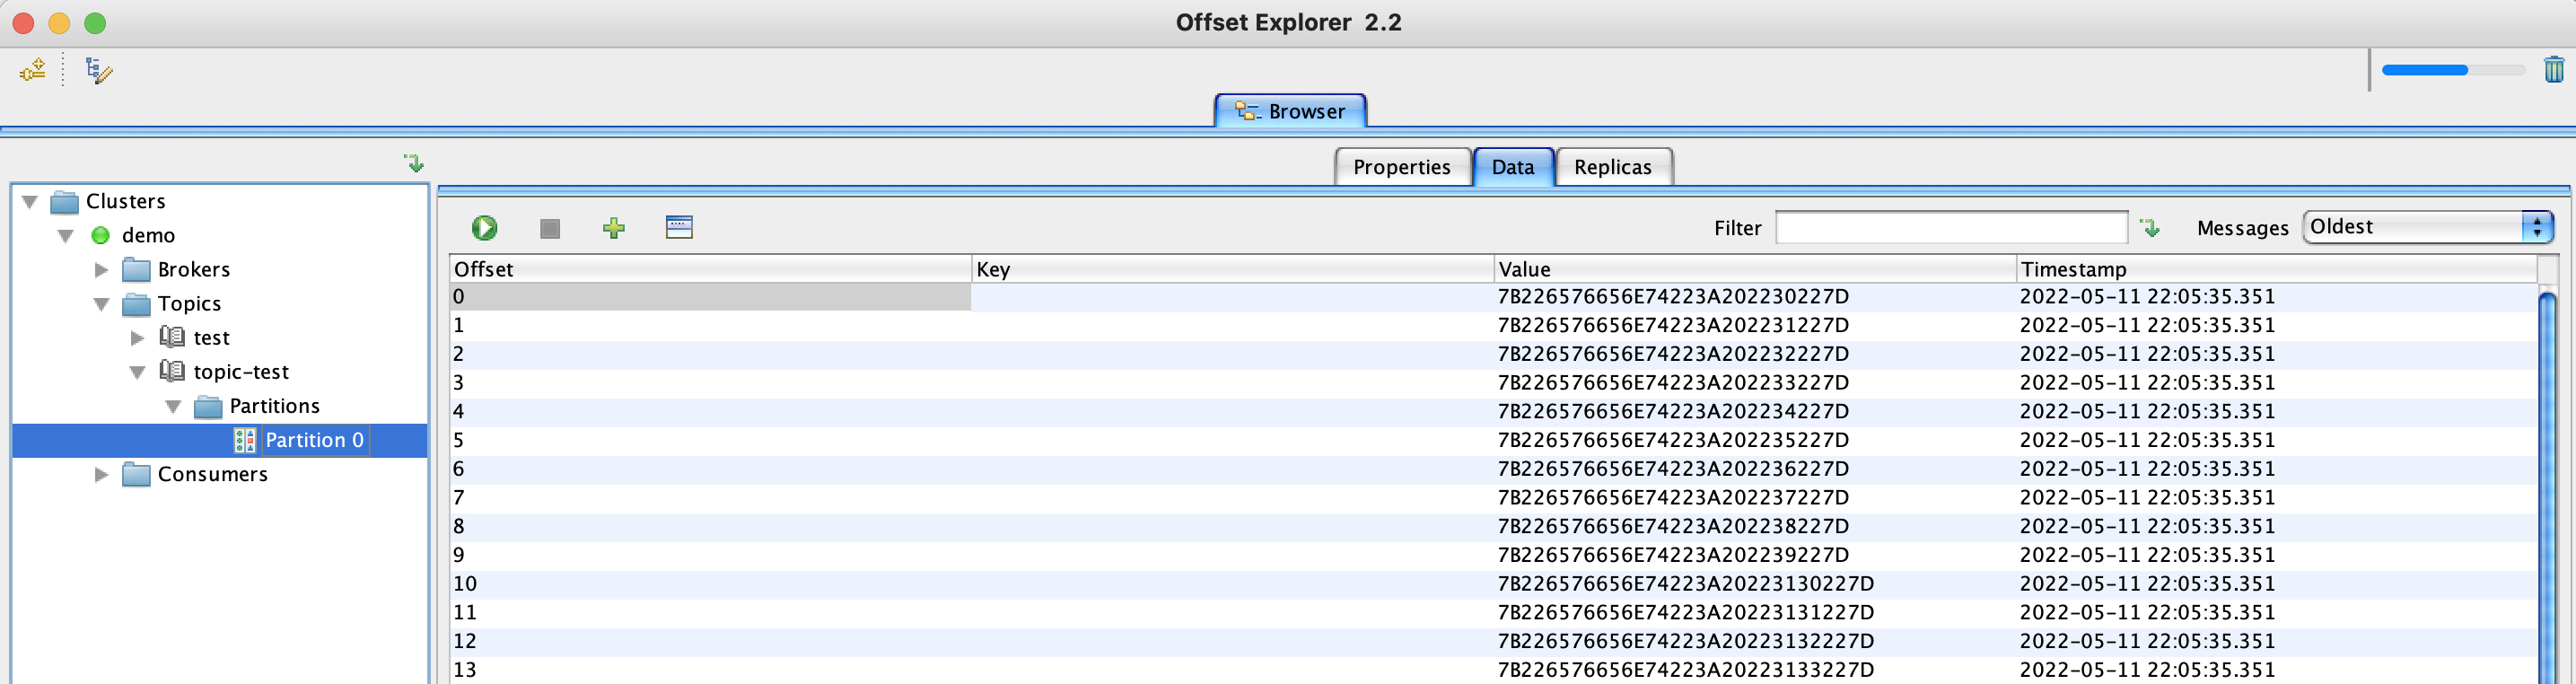 Offset Explorer  2.2
Browser
Properties Data Replicas
Clusters
demo
Brokers
Topics
test
topic-test
Partitions
Partition 0
Consumers
Filter Messages Oldest
Offset Key Value Timestamp
0 7B226576656E74223A202230227D 2022-05-11 22:05:35.351
1 7B226576656E74223A202231227D 2022-05-11 22:05:35.351
2 7B226576656E74223A202232227D 2022-05-11 22:05:35.351
3 7B226576656E74223A202233227D 2022-05-11 22:05:35.351
4 7B226576656E74223A202234227D 2022-05-11 22:05:35.351
5 7B226576656E74223A202235227D 2022-05-11 22:05:35.351
6 7B226576656E74223A202236227D 2022-05-11 22:05:35.351
7 7B226576656E74223A202237227D 2022-05-11 22:05:35.351
8 7B226576656E74223A202238227D 2022-05-11 22:05:35.351
9 7B226576656E74223A202239227D 2022-05-11 22:05:35.351
10 7B226576656E74223A20223130227D 2022-05-11 22:05:35.351
11 7B226576656E74223A20223131227D 2022-05-11 22:05:35.351
12 7B226576656E74223A20223132227D 2022-05-11 22:05:35.351
13 7B226576656E74223A20223133227D 2022-05-11 22:05:35.351